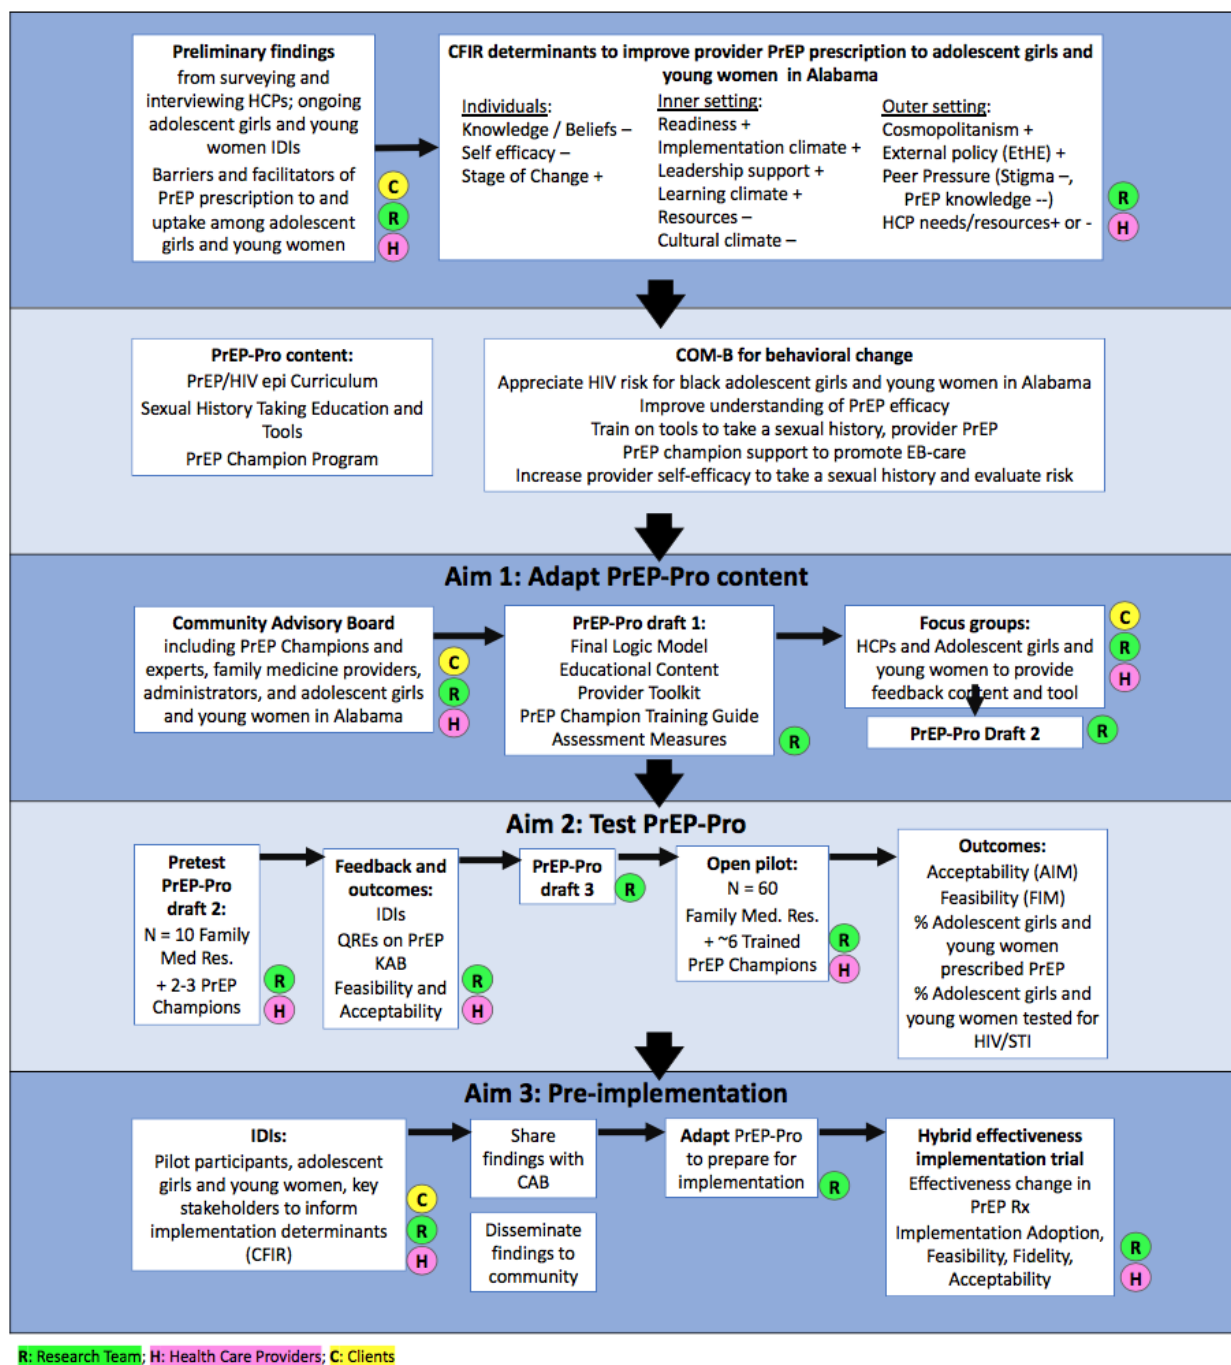 Preliminary findings
from surveying and
interviewing HCPs; ongoing
adolescent girls and young
women IDIs
Barriers and facilitators of
PrEP prescription to and
uptake among adolescent
girls and young women
C
R
H
CFIR determinants to improve provider PrEP prescription to adolescent girls and
young women in Alabama
Individuals:
Knowledge / Beliefs –
Self efficacy –
Stage of Change +
Inner setting:
Readiness +
Implementation climate +
Leadership support +
Learning climate +
Resources –
Cultural climate –
Outer setting:
Cosmopolitanism +
External policy (EtHE) +
Peer Pressure (Stigma –,
PrEP knowledge --)
HCP needs/resources+ or -
R
H
PrEP-Pro content:
PrEP/HIV epi Curriculum
Sexual History Taking Education and
Tools
PrEP Champion Program
COM-B for behavioral change
Appreciate HIV risk for black adolescent girls and young women in Alabama
Improve understanding of PrEP efficacy
Train on tools to take a sexual history, provider PrEP
PrEP champion support to promote EB-care
Increase provider self-efficacy to take a sexual history and evaluate risk
Aim 1: Adapt PrEP-Pro content
Community Advisory Board
including PrEP Champions and
experts, family medicine providers,
administrators, and adolescent girls
and young women in Alabama
C
R
H
PrEP-Pro draft 1:
Final Logic Model
Educational Content
Provider Toolkit
PrEP Champion Training Guide
Assessment Measures
R
Focus groups:
HCPs and Adolescent girls and
young women to provide
feedback content and tool
C
R
H
PrEP-Pro Draft 2
R
Aim 2: Test PrEP-Pro
Pretest
PrEP-Pro
draft 2:
N = 10 Family
Med Res.
+ 2-3 PrEP
Champions
R
H
Feedback and
outcomes:
IDIs
QREs on PrEP
KAB
Feasibility and
Acceptability
R
H
PrEP-Pro
draft 3
R
Open pilot:
N = 60
Family Med. Res.
+ ~6 Trained
PrEP Champions
R
H
Outcomes:
Acceptability (AIM)
Feasibility (FIM)
% Adolescent girls and
young women
prescribed PrEP
% Adolescent girls and
young women tested for
HIV/STI
Aim 3: Pre-implementation
IDIs:
Pilot participants, adolescent
girls and young women, key
stakeholders to inform
implementation determinants
(CFIR)
C
R
H
Share
findings with
CAB
Disseminate
findings to
community
Adapt PrEP-Pro
to prepare for
implementation
R
Hybrid effectiveness
implementation trial
Effectiveness change in
PrEP Rx
Implementation Adoption,
Feasibility, Fidelity,
Acceptability
R
H
R: Research Team; H: Health Care Providers; C: Clients